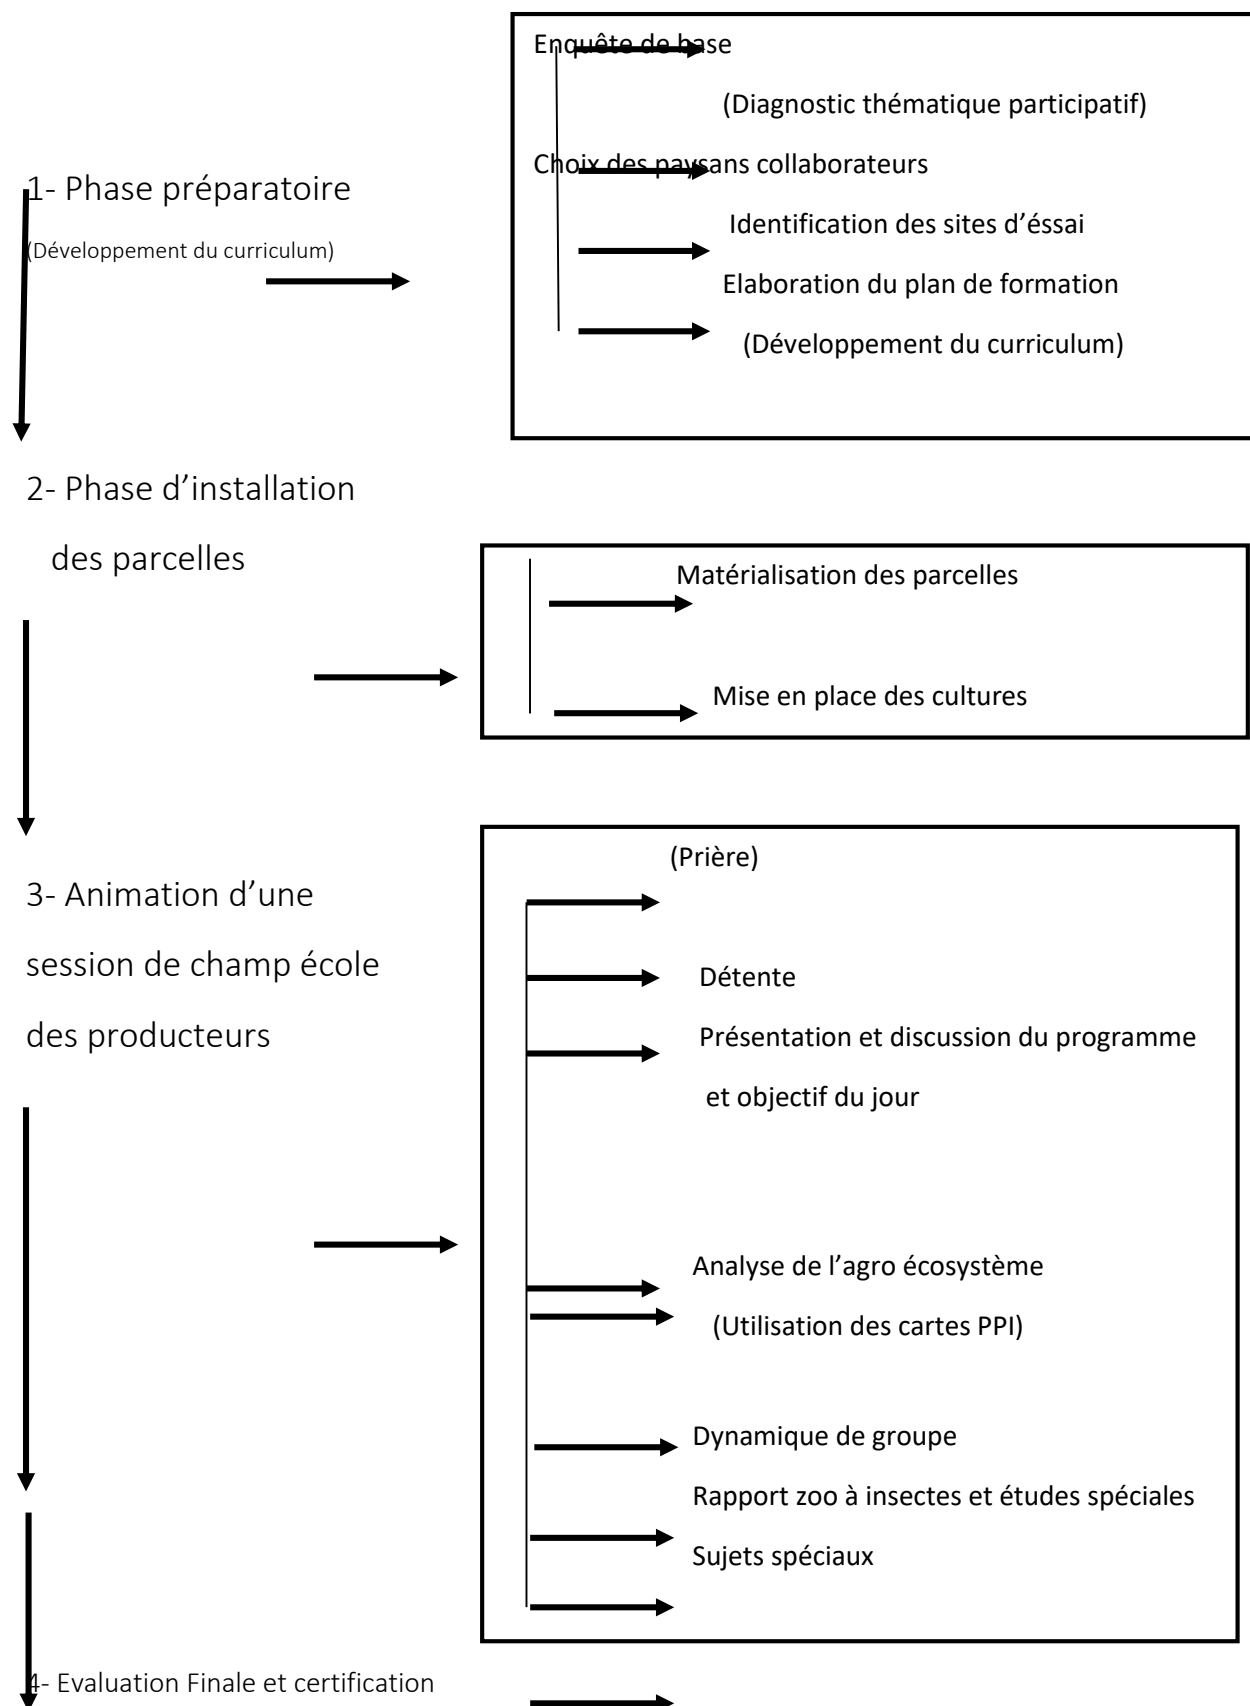 Enquête de base
(Diagnostic thématique participatif)
Choix des paysans collaborateurs
1- Phase préparatoire
Identification des sites d’éssai
(Développement du curriculum)
Elaboration du plan de formation
(Développement du curriculum)
2- Phase d’installation
des parcelles
Matérialisation des parcelles
Mise en place des cultures
(Prière)
3- Animation d’une
session de champ école
des producteurs
Détente
Présentation et discussion du programme
et objectif du jour
Analyse de l’agro écosystème
(Utilisation des cartes PPI)
Dynamique de groupe
Rapport zoo à insectes et études spéciales
Sujets spéciaux
4- Evaluation Finale et certification